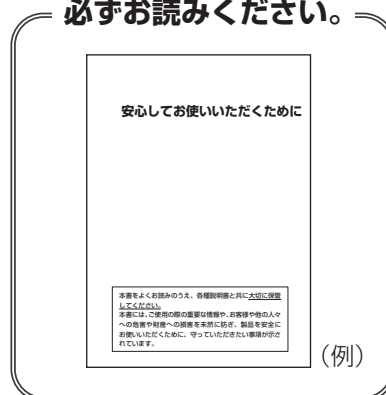 必ずお読みください。
安心してお使いいただくために
本書をよくお読みのうえ、各種説明書と共に大切に保管
してください。
本書には、ご使用の際の重要な情報や、お客様や他の人々
への危害や財産への損害を未然に防ぎ、製品を安全に
お使いいただくために、守っていただきたい事項が示さ
れています。
(例)